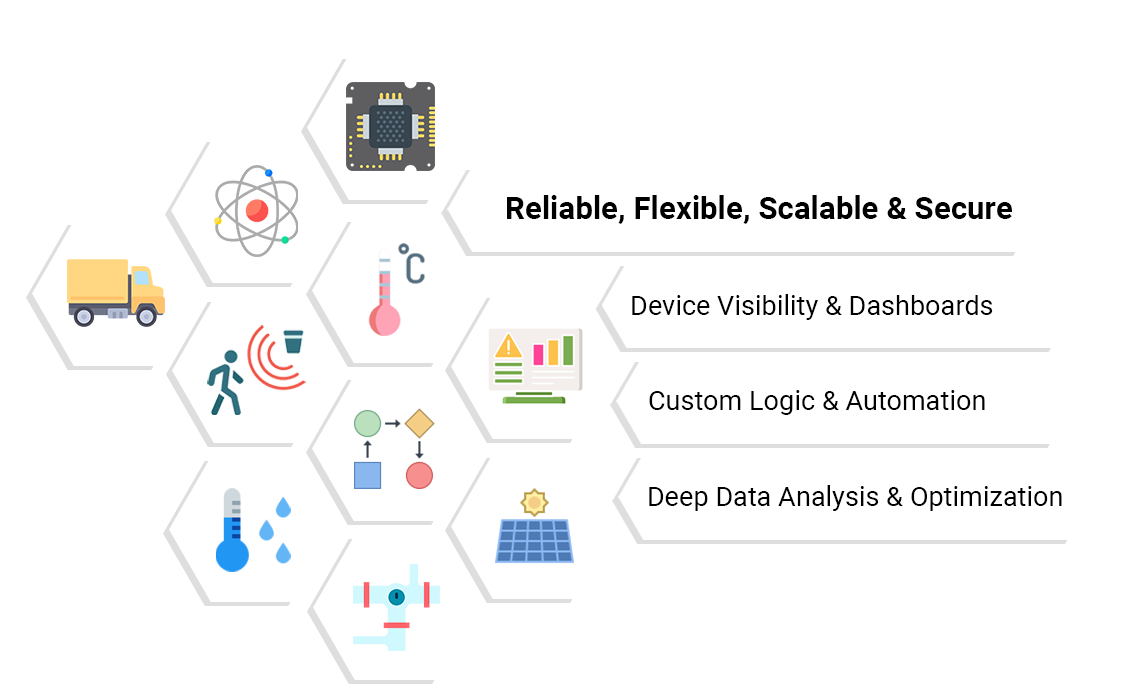 °C
Reliable, Flexible, Scalable & Secure
Device Visibility & Dashboards
Custom Logic & Automation
Deep Data Analysis & Optimization